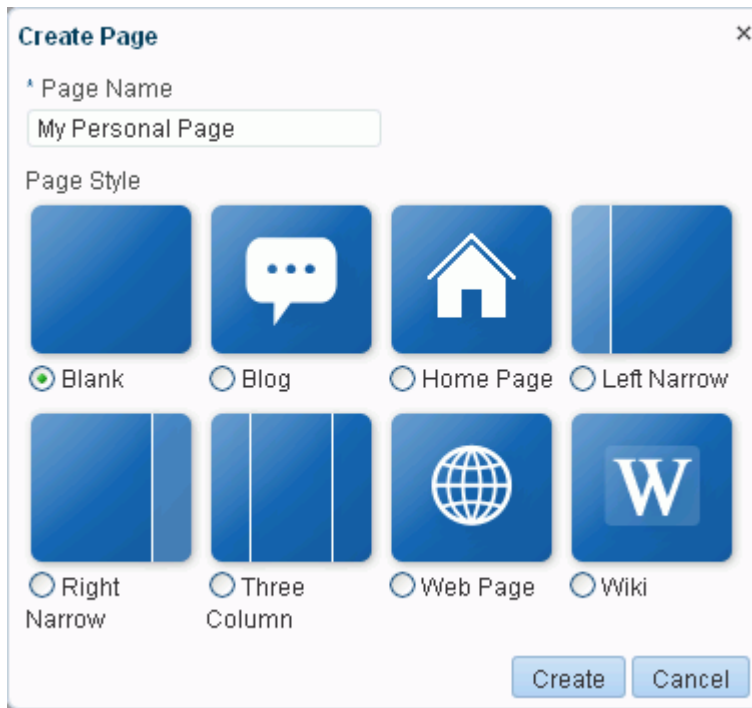 Create Page
* Page Name
My Personal Page
Page Style
Blank
Blog
Home Page
Left Narrow
W
Right
Narrow
Three
Column
Web Page
Wiki
Create
Cancel